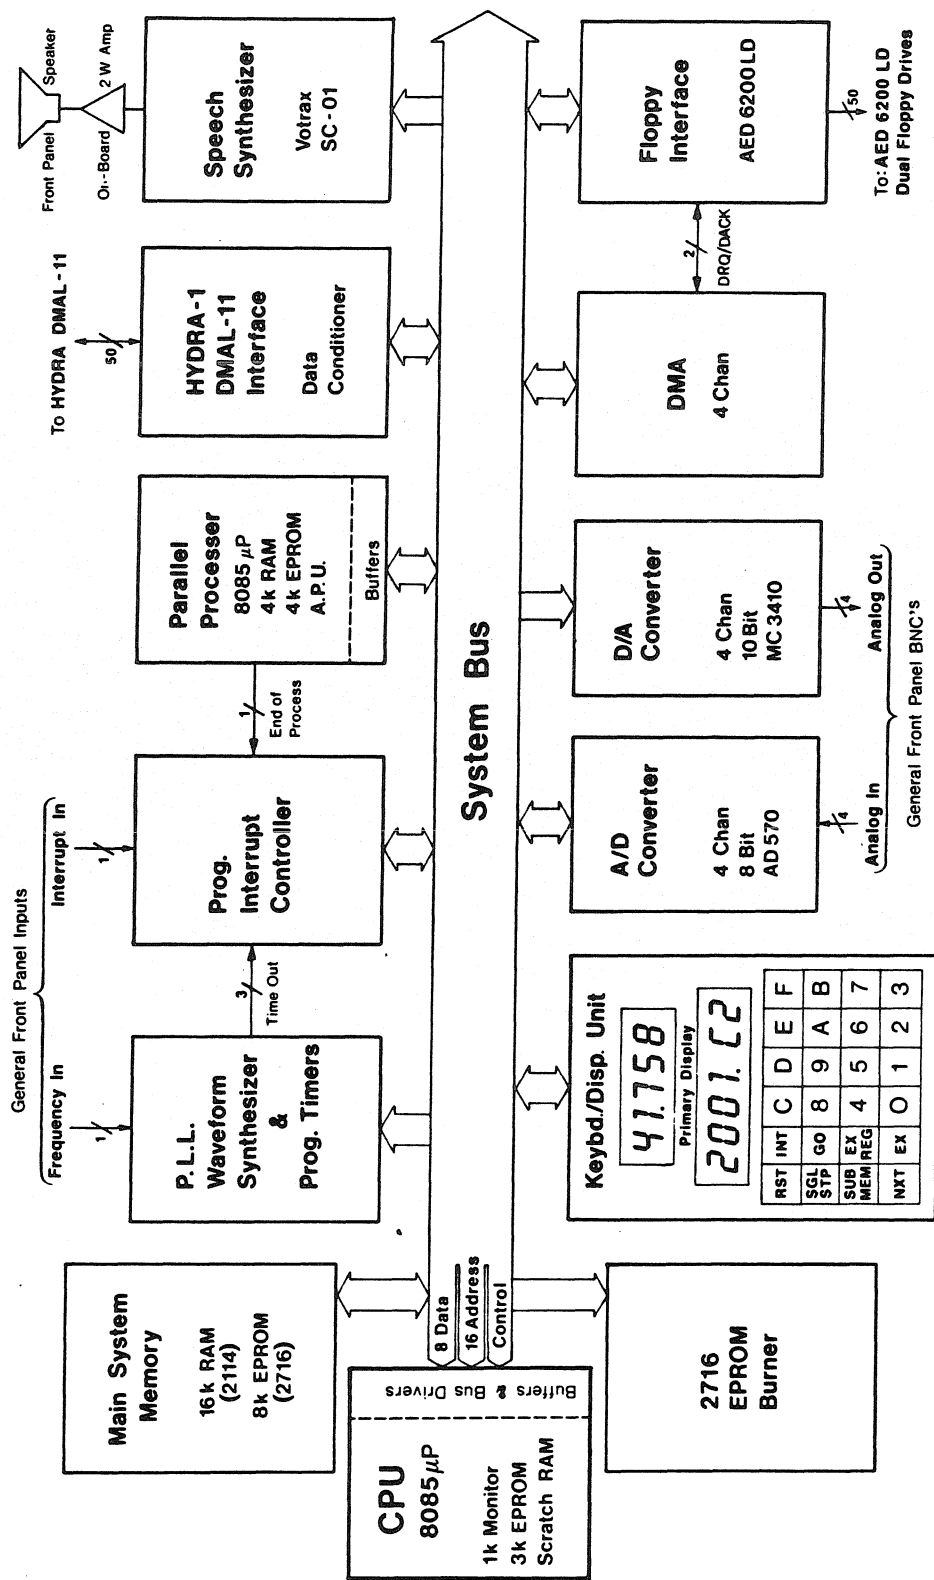 General Front Panel Inputs
Frequency In
Interrupt In
1
1
To HYDRA DMAL-11
50
Front Panel
Speaker
On-Board
2 W Amp
Main System
Memory
16k RAM
(2114)
8k EPROM
(2716)
P.L.L.
Waveform
Synthesizer
&
Prog. Timers
3
Time Out
Prog.
Interrupt
Controller
1
End of
Process
Parallel
Processer
8085 µP
4k RAM
4k EPROM
A.P.U.
Buffers
HYDRA-1
DMAL-11
Interface
Data
Conditioner
Speech
Synthesizer
Votrax
SC-01
CPU
8085 µP
1k Monitor
3k EPROM
Scratch RAM
Buffers & Bus Drivers
8 Data
16 Address
Control
System Bus
2716
EPROM
Burner
Keybd./Disp. Unit
41.758
Primary Display
2001.C2
RST INT C D E F
SGL STP GO 8 9 A B
SUB MEM EX REG 4 5 6 7
NXT EX 0 1 2 3
A/D
Converter
4 Chan
8 Bit
AD 570
4
Analog In
D/A
Converter
4 Chan
10 Bit
MC 3410
4
Analog Out
General Front Panel BNC's
DMA
4 Chan
2
DRQ/DACK
Floppy
Interface
AED 6200 LD
50
To: AED 6200 LD
Dual Floppy Drives